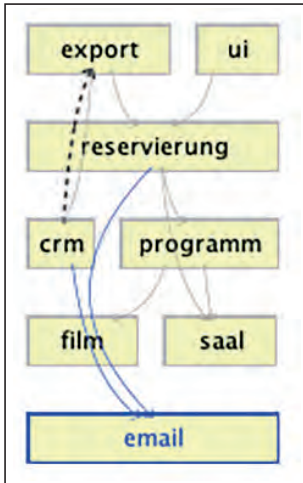 export ui
reservierung
crm programm
film saal
email